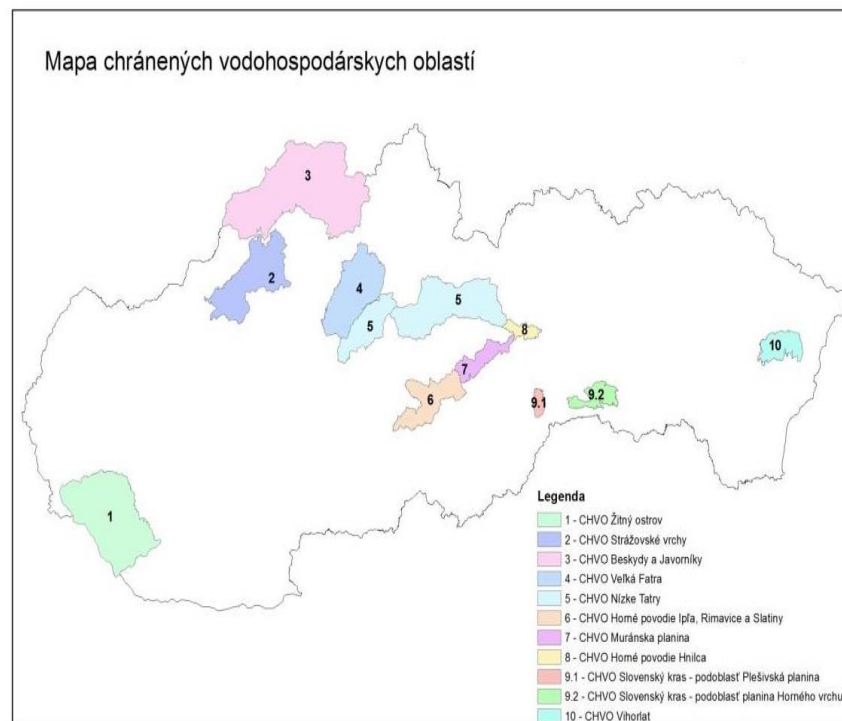 Mapa chránených vodohospodárskych oblastí
3
2
4
5
5
8
10
7
6
9.1
9.2
1
Legenda
1 - CHVO Žitný ostrov
2 - CHVO Strážovské vrchy
3 - CHVO Beskydy a Javorníky
4 - CHVO Veľká Fatra
5 - CHVO Nízke Tatry
6 - CHVO Horné povodie Ipľa, Rimavice a Slatiny
7 - CHVO Muránska planina
8 - CHVO Horné povodie Hnilca
9.1 - CHVO Slovenský kras - podoblasť Plešivská planina
9.2 - CHVO Slovenský kras - podoblasť planina Horného vrchu
10 - CHVO Vihorlat